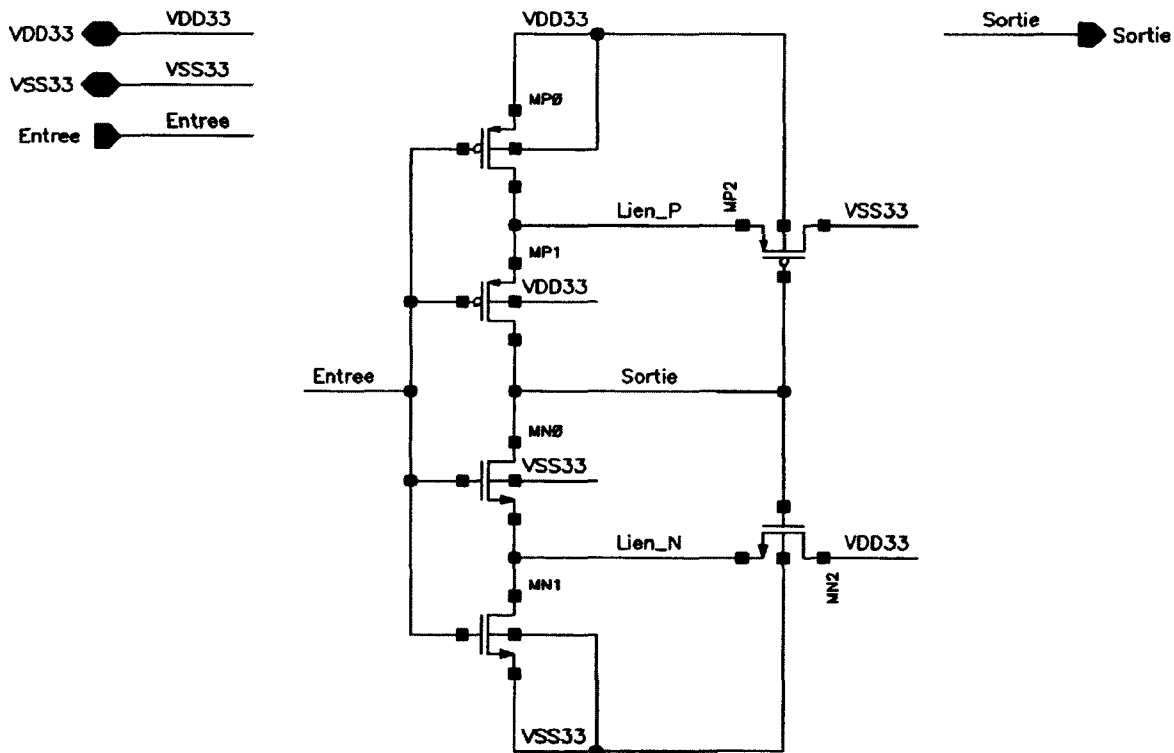 VDD33 VDD33
VSS33 VSS33
Entree Entree
VDD33
Sortie Sortie
MPØ
MP2
Lien_P
VSS33
MP1
VDD33
Entree
Sortie
MNØ
VSS33
Lien_N
VDD33
MN2
MN1
VSS33